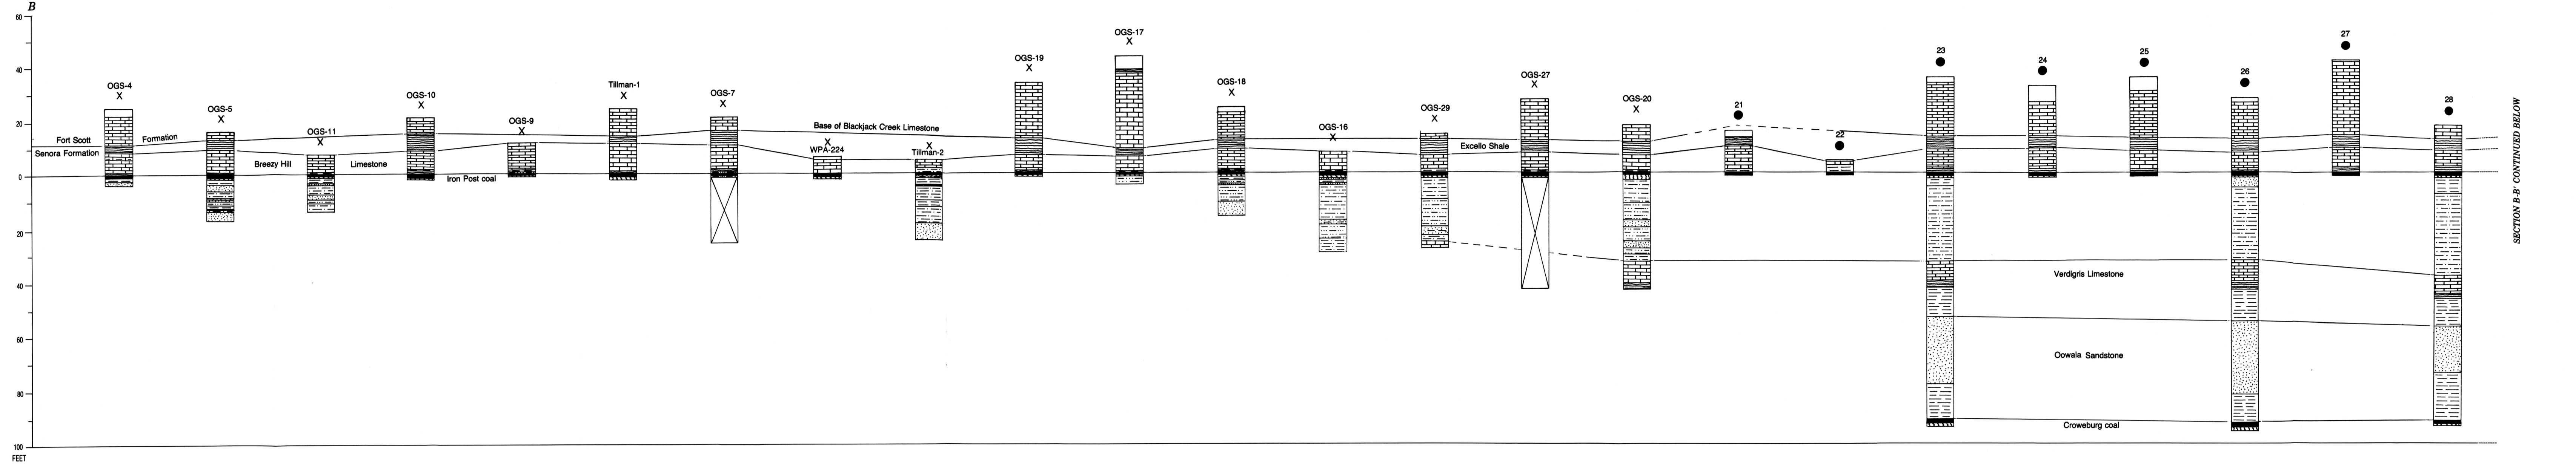 B
60
40
20
0
20
40
60
80
100
FEET
OGS-4
OGS-5
OGS-11
OGS-10
OGS-9
Tillman-1
OGS-7
WPA-224
Tillman-2
OGS-19
OGS-17
OGS-18
OGS-16
OGS-29
OGS-27
OGS-20
21
22
23
24
25
26
27
28
Fort Scott Formation
Senora Formation
Breezy Hill Limestone
Iron Post coal
Base of Blackjack Creek Limestone
Excello Shale
Verdigris Limestone
Oowala Sandstone
Croweburg coal
SECTION B-B' CONTINUED BELOW